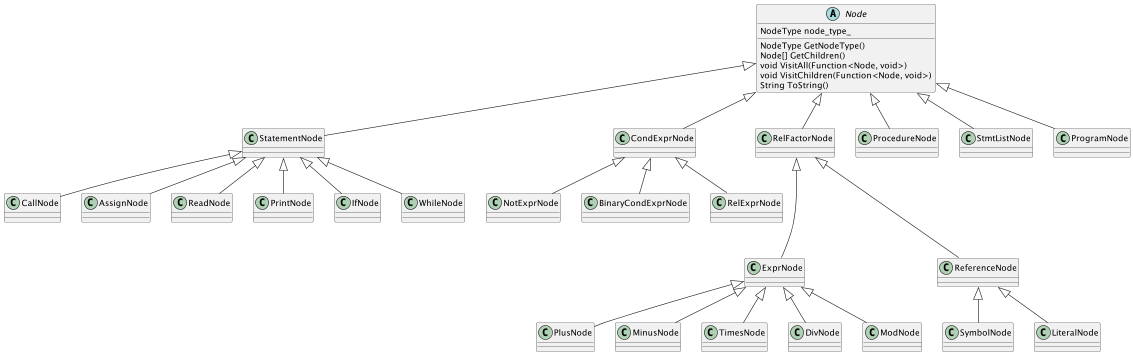 A Node
NodeType node_type_
NodeType GetNodeType()
Node[] GetChildren()
void VisitAll(Function<Node, void>)
void VisitChildren(Function<Node, void>)
String ToString()
C StatementNode
C CondExprNode
C RelFactorNode
C ProcedureNode
C StmtListNode
C ProgramNode
C CallNode
C AssignNode
C ReadNode
C PrintNode
C IfNode
C WhileNode
C NotExprNode
C BinaryCondExprNode
C RelExprNode
C ExprNode
C ReferenceNode
C PlusNode
C MinusNode
C TimesNode
C DivNode
C ModNode
C SymbolNode
C LiteralNode